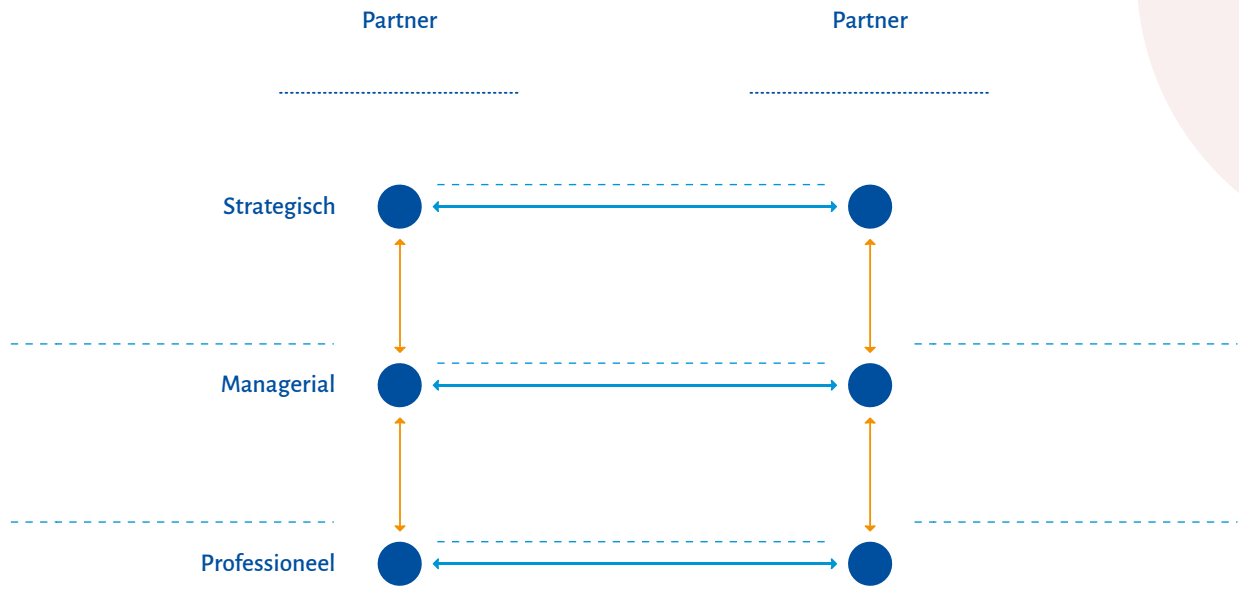 Partner
Partner
Strategisch
Managerial
Professioneel